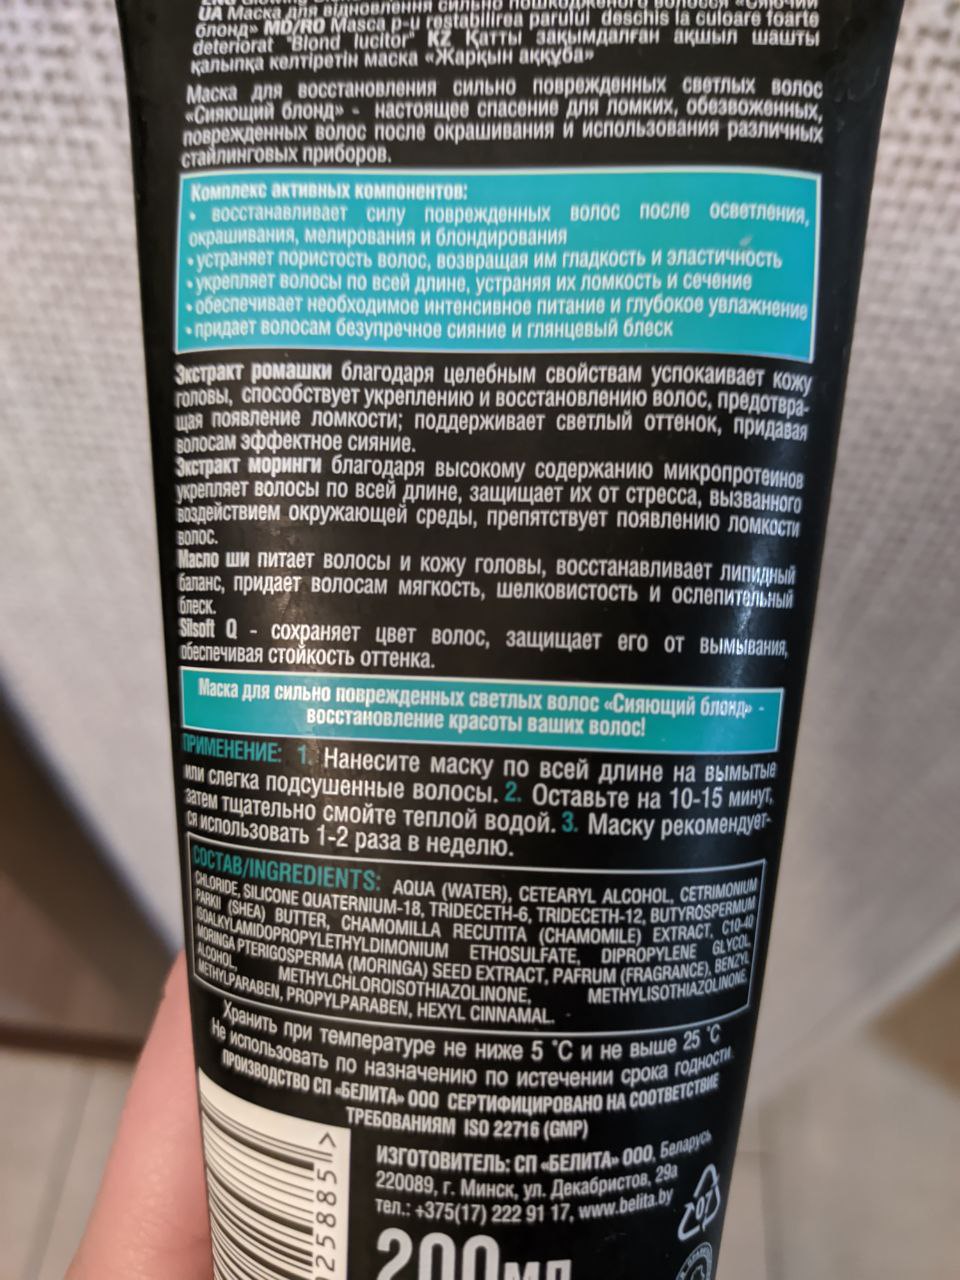 UA Маска для відновлення сильно пошкодженого волосся «Сяючий
блонд» MD/RO Masca p-u restabilirea parului deschis la culoare foarte
deteriorat "Blond lucitor" KZ Қатты зақымдалған ақшыл шашты
қалыпқа келтіретін маска «Жарқын аққұба»
Маска для восстановления сильно поврежденных светлых волос
«Сияющий блонд» - настоящее спасение для ломких, обезвоженных,
поврежденных волос после окрашивания и использования различных
стайлинговых приборов.
Комплекс активных компонентов:
• восстанавливает силу поврежденных волос после осветления,
окрашивания, мелирования и блондирования
• устраняет пористость волос, возвращая им гладкость и эластичность
• укрепляет волосы по всей длине, устраняя их ломкость и сечение
• обеспечивает необходимое интенсивное питание и глубокое увлажнение
• придает волосам безупречное сияние и глянцевый блеск
Экстракт ромашки благодаря целебным свойствам успокаивает кожу
головы, способствует укреплению и восстановлению волос, предотвра-
щая появление ломкости; поддерживает светлый оттенок, придавая
волосам эффектное сияние.
Экстракт моринги благодаря высокому содержанию микропротеинов
укрепляет волосы по всей длине, защищает их от стресса, вызванного
воздействием окружающей среды, препятствует появлению ломкости
волос.
Масло ши питает волосы и кожу головы, восстанавливает липидный
баланс, придает волосам мягкость, шелковистость и ослепительный
блеск.
Silsoft Q - сохраняет цвет волос, защищает его от вымывания,
обеспечивая стойкость оттенка.
Маска для сильно поврежденных светлых волос «Сияющий блонд» -
восстановление красоты ваших волос!
ПРИМЕНЕНИЕ: 1. Нанесите маску по всей длине на вымытые
или слегка подсушенные волосы. 2. Оставьте на 10-15 минут,
затем тщательно смойте теплой водой. 3. Маску рекомендует-
ся использовать 1-2 раза в неделю.
СОСТАВ/INGREDIENTS: AQUA (WATER), CETEARYL ALCOHOL, CETRIMONIUM
CHLORIDE, SILICONE QUATERNIUM-18, TRIDECETH-6, TRIDECETH-12, BUTYROSPERMUM
PARKII (SHEA) BUTTER, CHAMOMILLA RECUTITA (CHAMOMILE) EXTRACT, C10-40
ISOALKYLAMIDOPROPYLETHYLDIMONIUM ETHOSULFATE, DIPROPYLENE GLYCOL,
MORINGA PTERIGOSPERMA (MORINGA) SEED EXTRACT, PAFRUM (FRAGRANCE), BENZYL
ALCOHOL, METHYLCHLOROISOTHIAZOLINONE, METHYLISOTHIAZOLINONE,
METHYLPARABEN, PROPYLPARABEN, HEXYL CINNAMAL.
Хранить при температуре не ниже 5 °С и не выше 25 °С
Не использовать по назначению по истечении срока годности
ПРОИЗВОДСТВО СП «БЕЛИТА» ООО СЕРТИФИЦИРОВАНО НА СООТВЕТСТВИЕ
ТРЕБОВАНИЯМ ISO 22716 (GMP)
ИЗГОТОВИТЕЛЬ: СП «БЕЛИТА» ООО, Беларусь
220089, г. Минск, ул. Декабристов, 29а
тел.: +375(17) 222 91 17, www.belita.by
07
200мл
025885